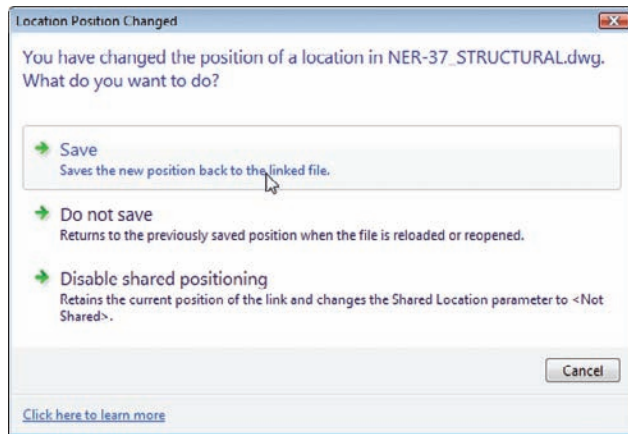 Location Position Changed
You have changed the position of a location in NER-37_STRUCTURAL.dwg.
What do you want to do?
Save
Saves the new position back to the linked file.
Do not save
Returns to the previously saved position when the file is reloaded or reopened.
Disable shared positioning
Retains the current position of the link and changes the Shared Location parameter to <Not
Shared>.
Cancel
Click here to learn more